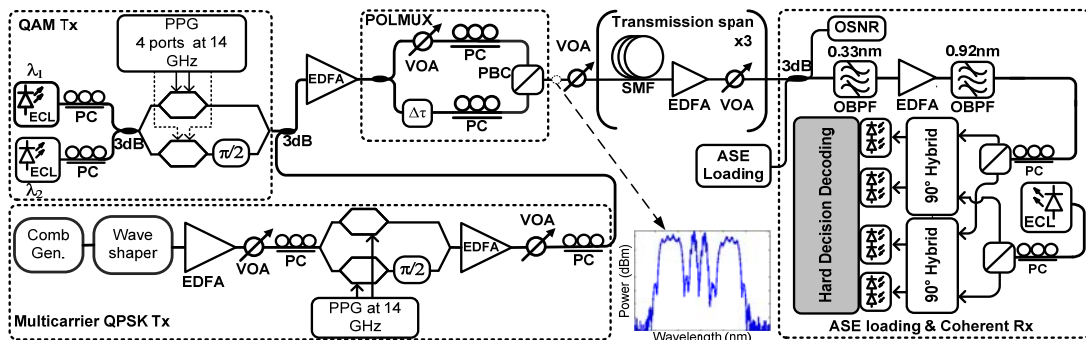 QAM Tx
PPG
4 ports at 14
GHz
λ1
ECL
PC
3dB
λ2
ECL
PC
π/2
3dB
EDFA
POLMUX
VOA
PC
PBC
Δτ
PC
VOA
Transmission span
x3
SMF
EDFA
VOA
OSNR
3dB
0.33nm
OBPF
EDFA
0.92nm
OBPF
ASE
Loading
Hard Decision Decoding
90° Hybrid
90° Hybrid
PC
ECL
PC
ASE loading & Coherent Rx
Comb
Gen.
Wave
shaper
EDFA
VOA
PC
π/2
EDFA
VOA
PC
PPG at 14
GHz
Multicarrier QPSK Tx
Power (dBm)
Wavelength (nm)